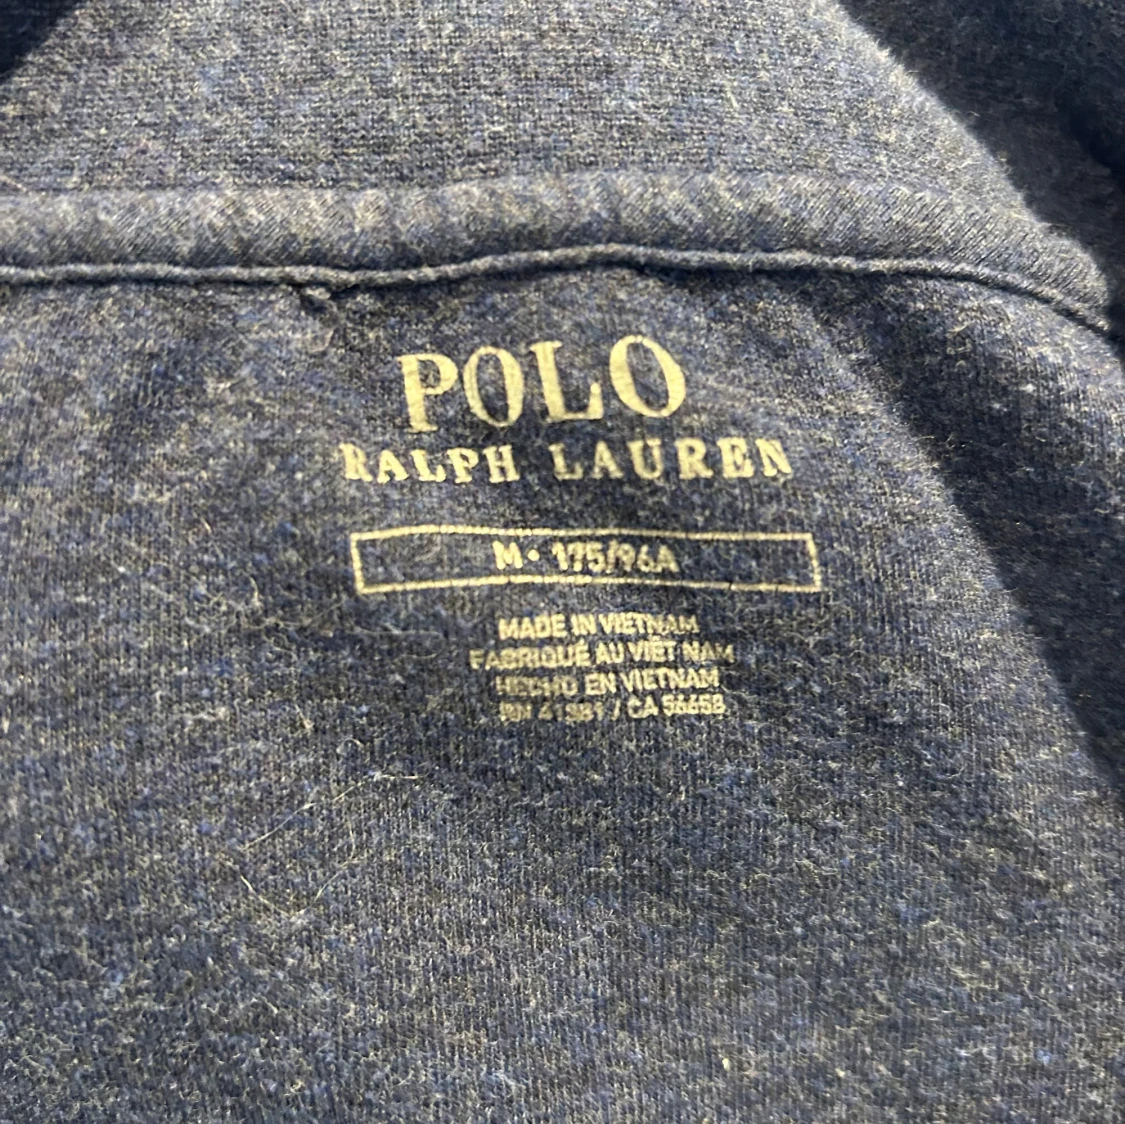 POLO
RALPH LAUREN
M • 175/96A
MADE IN VIETNAM
FABRIQUÉ AU VIÊT NAM
HECHO EN VIETNAM
RN 41381 / CA 56658